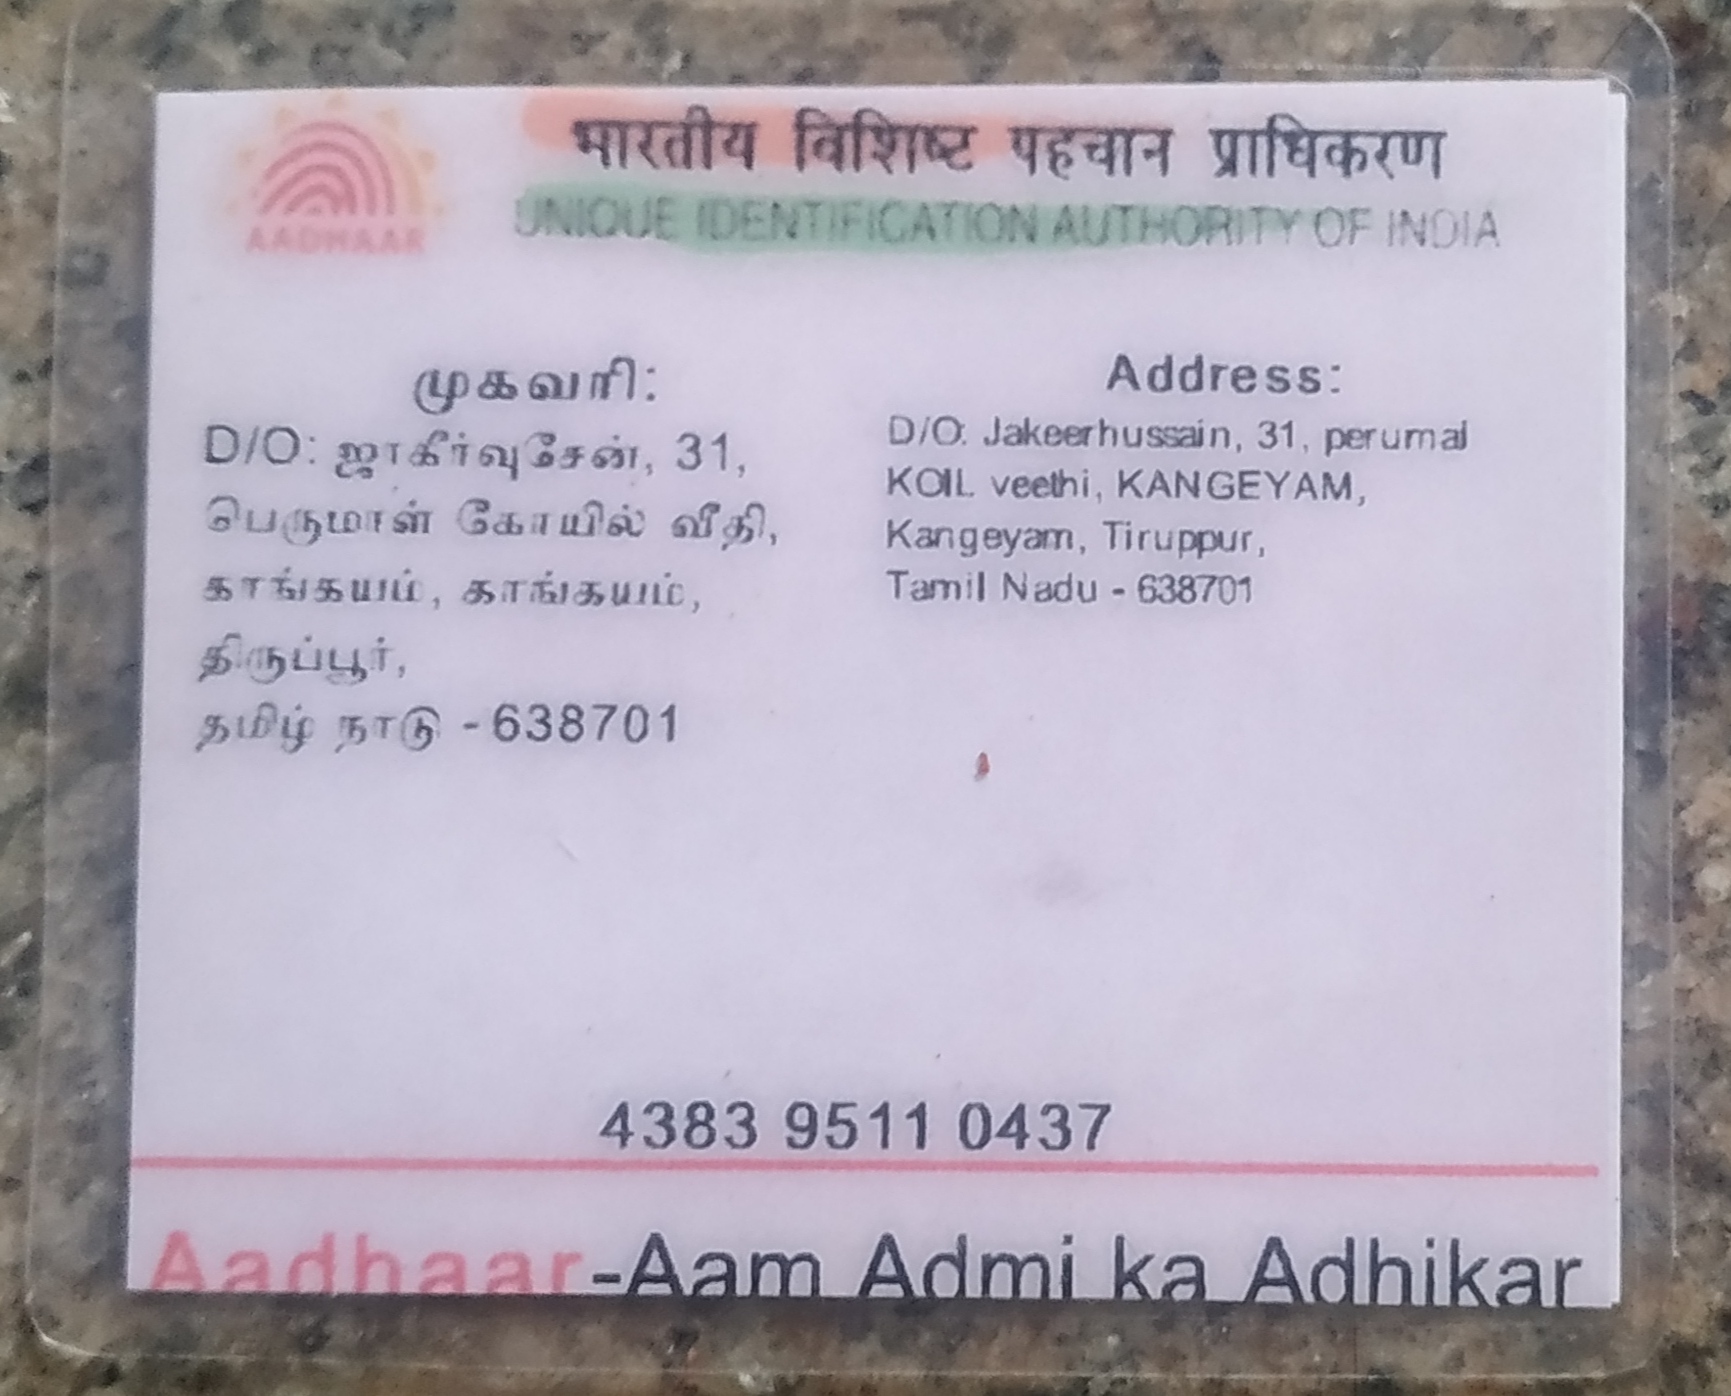 भारतीय विशिष्ट पहचान प्राधिकरण
AADHAAR
UNIQUE IDENTIFICATION AUTHORITY OF INDIA
முகவரி:
D/O: ஜாகீர்வுசேன், 31,
பெருமாள் கோயில் வீதி,
காங்கயம், காங்கயம்,
திருப்பூர்,
தமிழ் நாடு - 638701
Address:
D/O: Jakeerhussain, 31, perumal
KOIL veethi, KANGEYAM,
Kangeyam, Tiruppur,
Tamil Nadu - 638701
4383 9511 0437
Aadhaar-Aam Admi ka Adhikar